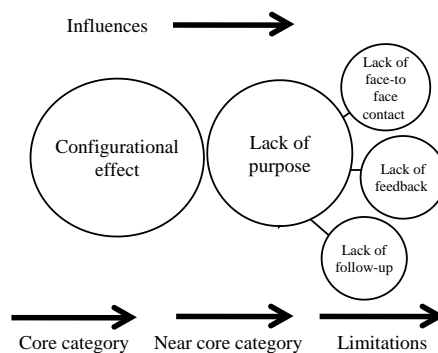 Influences
Lack of
face-to
face
contact
Configurational
effect
Lack of
purpose
Lack of
feedback
Lack of
follow-up
Core category
Near core category
Limitations